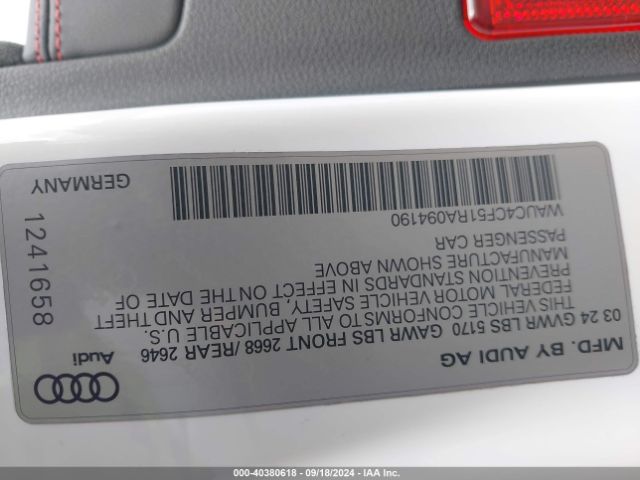 MFD. BY AUDI AG
03 24 GVWR LBS 5170 GAWR LBS FRONT 2668 /REAR 2646
THIS VEHICLE CONFORMS TO ALL APPLICABLE U.S.
FEDERAL MOTOR VEHICLE SAFETY, BUMPER AND THEFT
PREVENTION STANDARDS IN EFFECT ON THE DATE OF
MANUFACTURE SHOWN ABOVE
PASSENGER CAR
WAUC4CF51RA094190
Audi
1241658
GERMANY
000-40380618 - 09/18/2024 - IAA Inc.